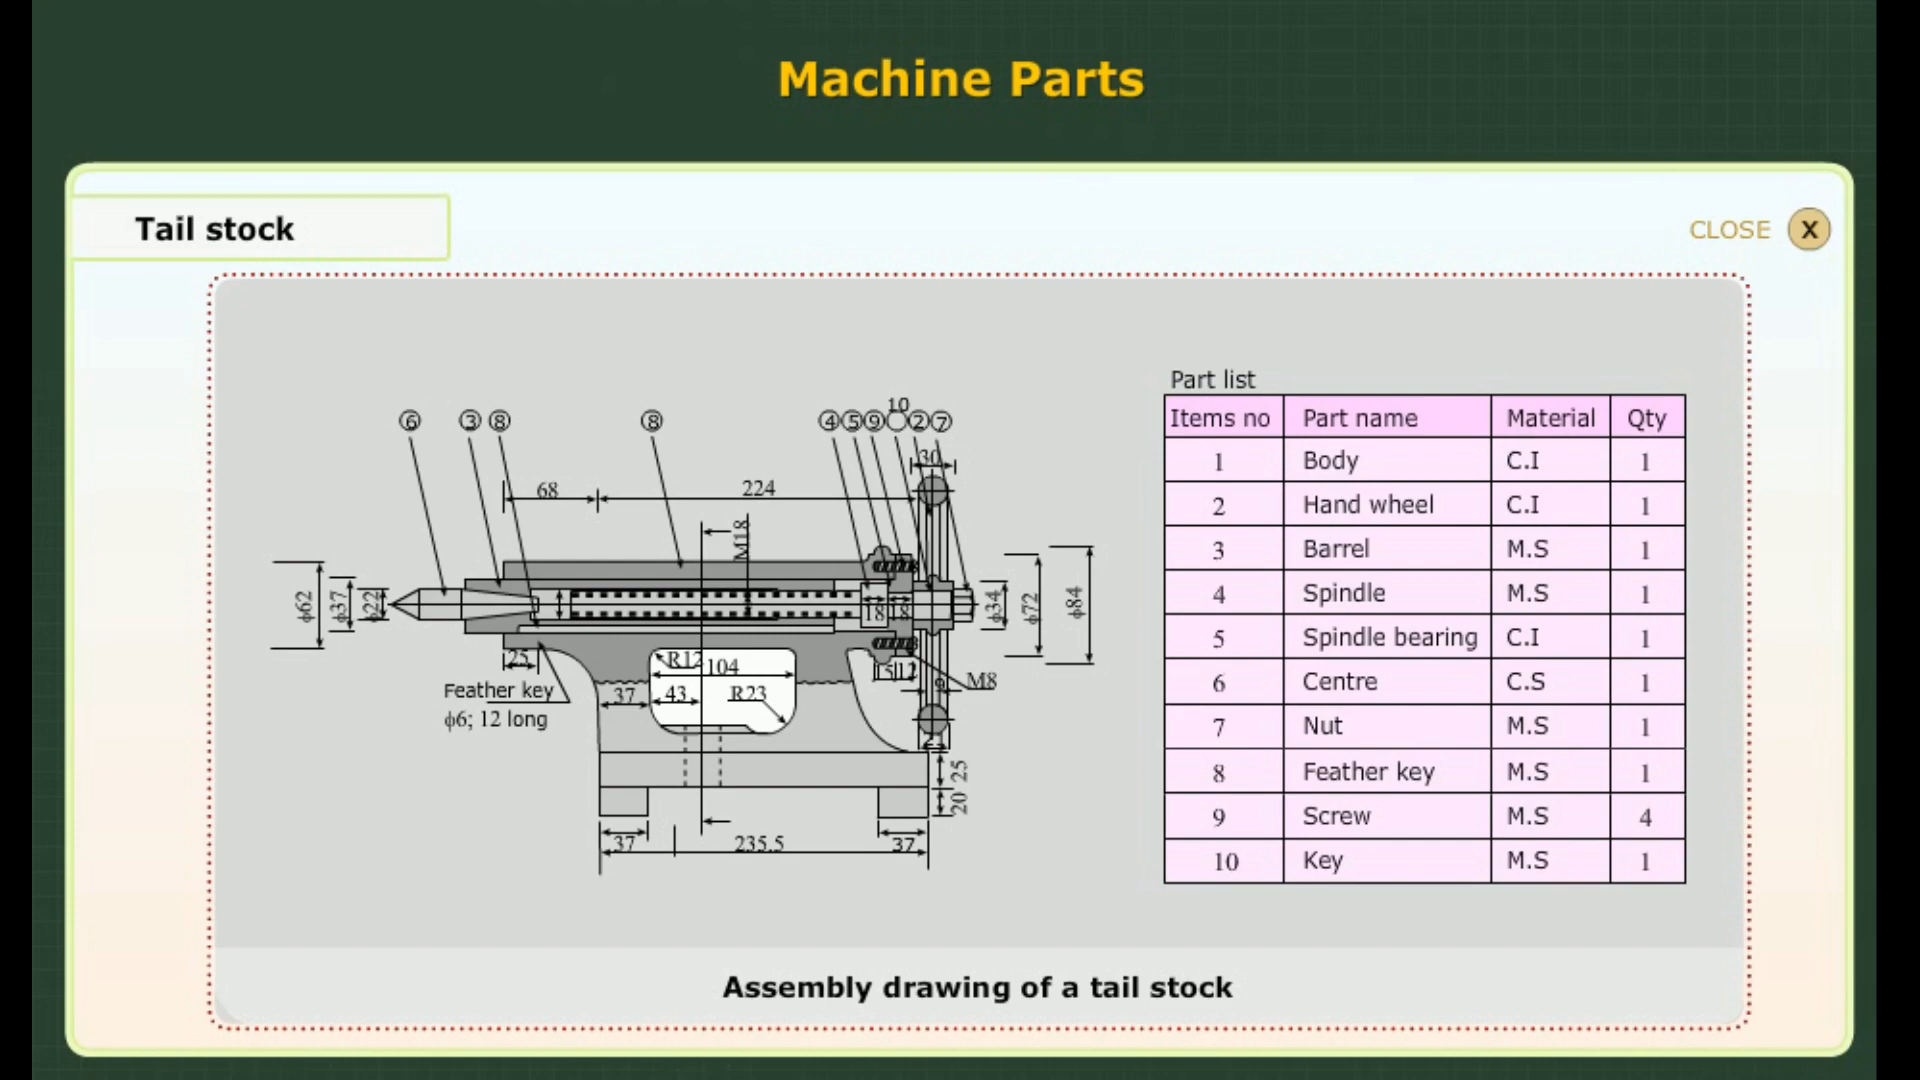 Machine Parts
Tail stock
CLOSE X
Part list
Items no Part name Material Qty
1 Body C.I 1
2 Hand wheel C.I 1
3 Barrel M.S 1
4 Spindle M.S 1
5 Spindle bearing C.I 1
6 Centre C.S 1
7 Nut M.S 1
8 Feather key M.S 1
9 Screw M.S 4
10 Key M.S 1
10
6 3 8 8 4 5 9 2 7
30
68 224
M18
ϕ62 ϕ37 ϕ22 18 18 ϕ34 ϕ72 ϕ84
25 R12 104 15 12 M8
Feather key 37 43 R23 9
ϕ6; 12 long
25
20
37 235.5 37
Assembly drawing of a tail stock